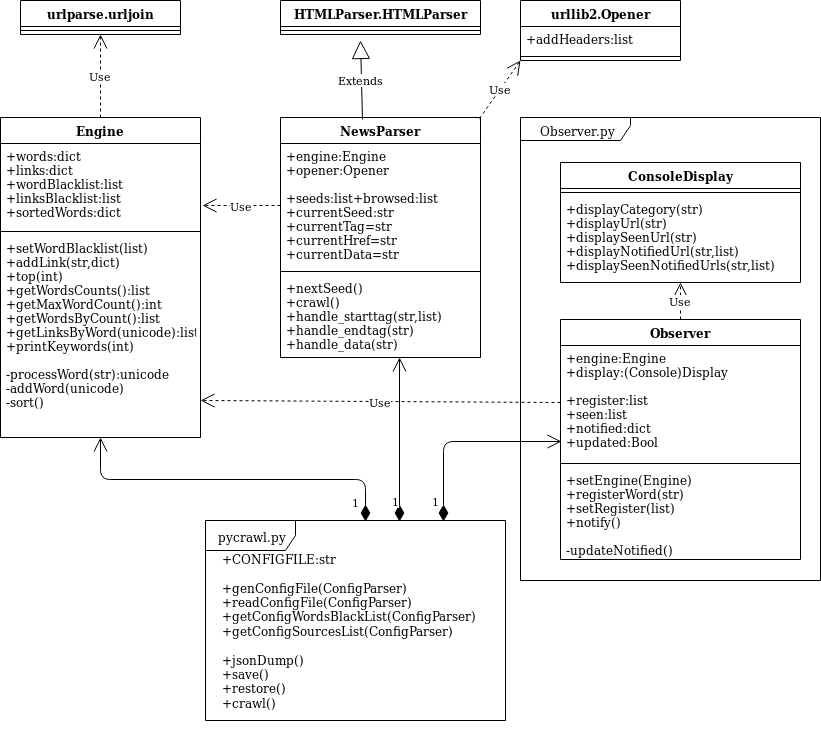 urlparse.urljoin
HTMLParser.HTMLParser
urllib2.Opener
+addHeaders:list
Use
Extends
Use
Engine
+words:dict
+links:dict
+wordBlacklist:list
+linksBlacklist:list
+sortedWords:dict
+setWordBlacklist(list)
+addLink(str,dict)
+top(int)
+getWordsCounts():list
+getMaxWordCount():int
+getWordsByCount():list
+getLinksByWord(unicode):list
+printKeywords(int)
-processWord(str):unicode
-addWord(unicode)
-sort()
Use
NewsParser
+engine:Engine
+opener:Opener
+seeds:list+browsed:list
+currentSeed:str
+currentTag=str
+currentHref=str
+currentData=str
+nextSeed()
+crawl()
+handle_starttag(str,list)
+handle_endtag(str)
+handle_data(str)
Observer.py
ConsoleDisplay
+displayCategory(str)
+displayUrl(str)
+displaySeenUrl(str)
+displayNotifiedUrl(str,list)
+displaySeenNotifiedUrls(str,list)
Use
Observer
+engine:Engine
+display:(Console)Display
+register:list
+seen:list
+notified:dict
+updated:Bool
+setEngine(Engine)
+registerWord(str)
+setRegister(list)
+notify()
-updateNotified()
Use
1
1
1
pycrawl.py
+CONFIGFILE:str
+genConfigFile(ConfigParser)
+readConfigFile(ConfigParser)
+getConfigWordsBlackList(ConfigParser)
+getConfigSourcesList(ConfigParser)
+jsonDump()
+save()
+restore()
+crawl()